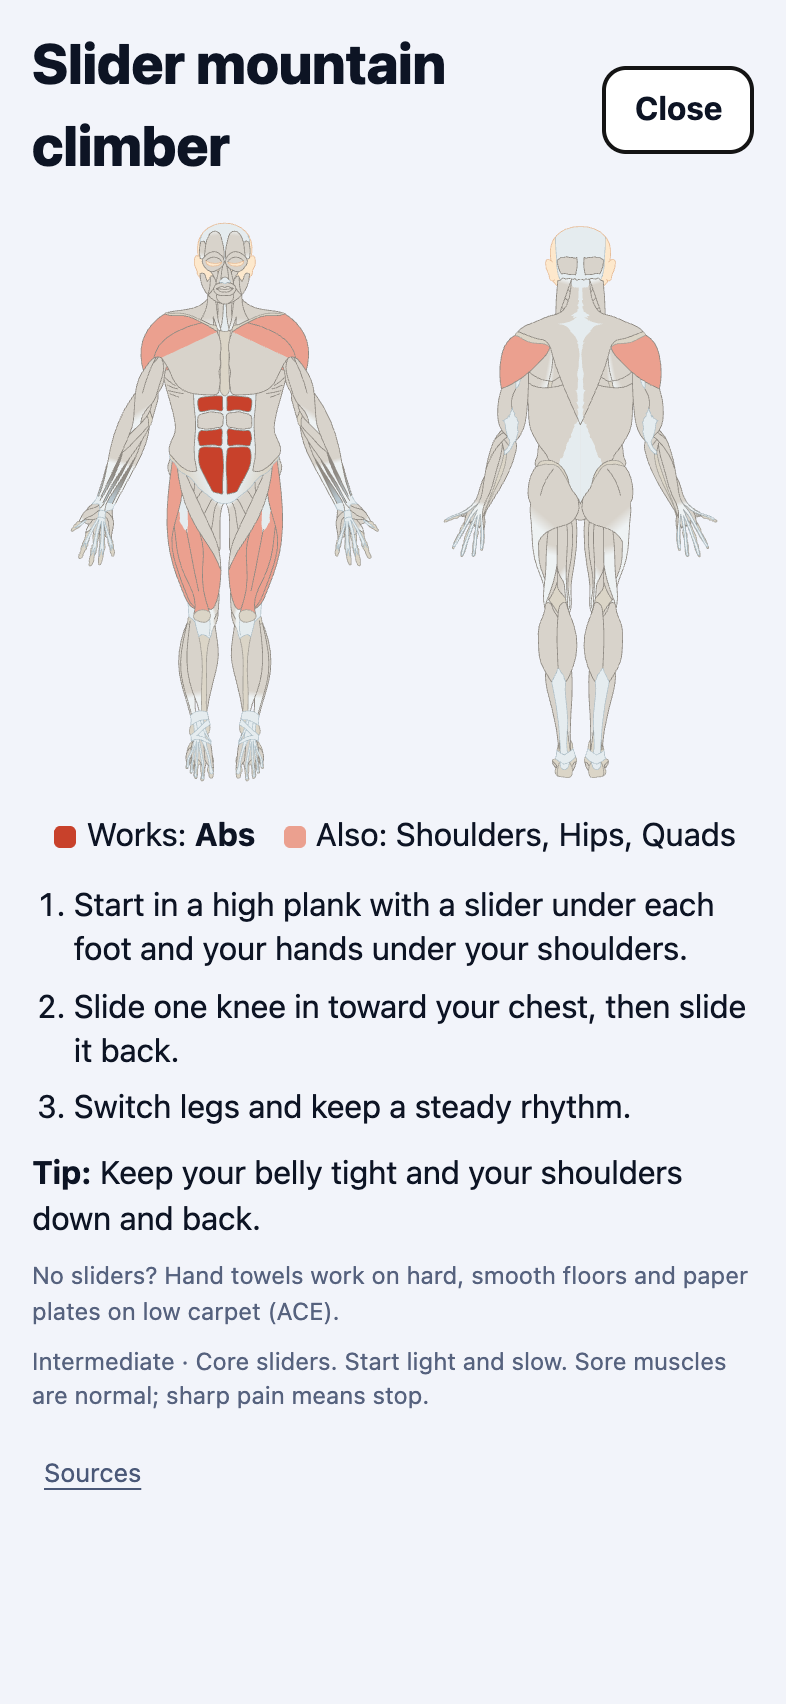 Slider mountain
climber
Close
Works: Abs Also: Shoulders, Hips, Quads
1. Start in a high plank with a slider under each
foot and your hands under your shoulders.
2. Slide one knee in toward your chest, then slide
it back.
3. Switch legs and keep a steady rhythm.
Tip: Keep your belly tight and your shoulders
down and back.
No sliders? Hand towels work on hard, smooth floors and paper
plates on low carpet (ACE).
Intermediate · Core sliders. Start light and slow. Sore muscles
are normal; sharp pain means stop.
Sources